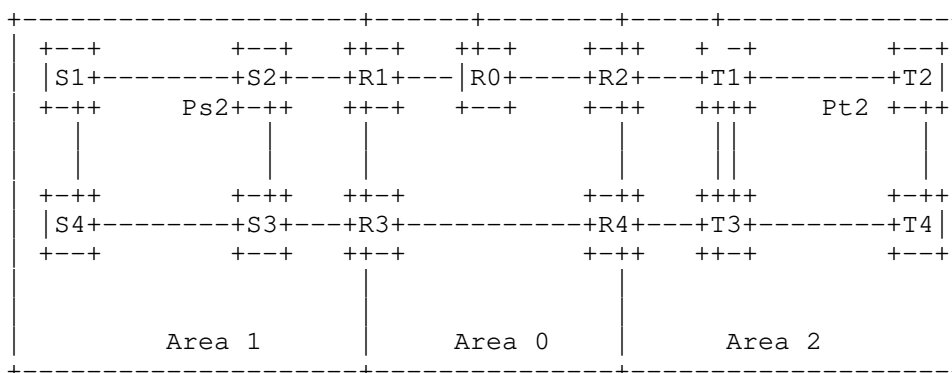 S1 S2 R1 R0 R2 T1 T2
Ps2 Pt2
S4 S3 R3 R4 T3 T4
Area 1 Area 0 Area 2